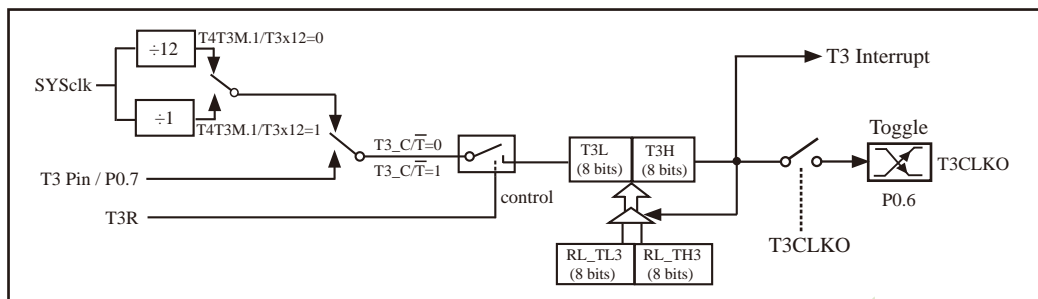 ÷12
T4T3M.1/T3x12=0
SYSclk
÷1
T4T3M.1/T3x12=1
T3 Pin / P0.7
T3_C/T̅=0
T3_C/T̅=1
T3R
control
T3L
(8 bits)
T3H
(8 bits)
RL_TL3
(8 bits)
RL_TH3
(8 bits)
T3 Interrupt
Toggle
T3CLKO
P0.6
T3CLKO